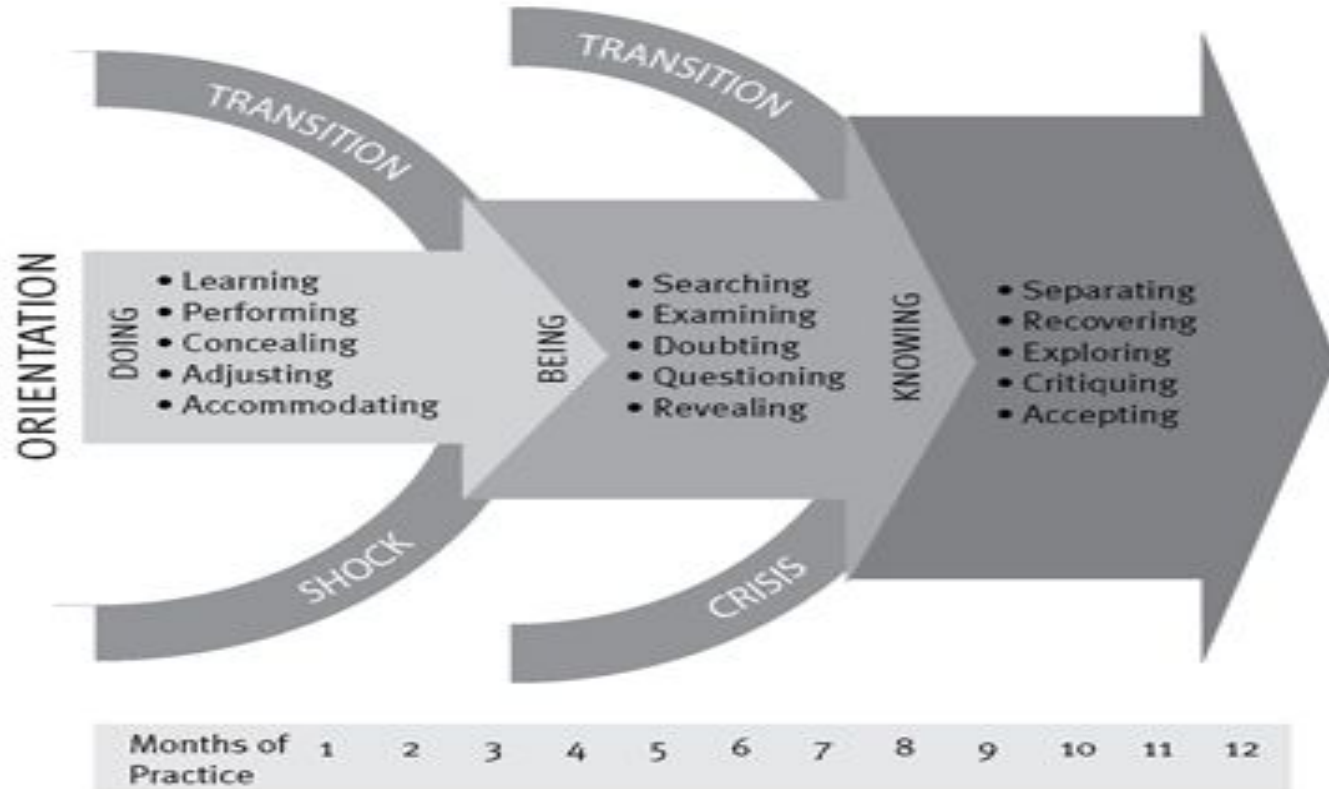 TRANSITION
TRANSITION
ORIENTATION
DOING
• Learning
• Performing
• Concealing
• Adjusting
• Accommodating
BEING
• Searching
• Examining
• Doubting
• Questioning
• Revealing
KNOWING
• Separating
• Recovering
• Exploring
• Critiquing
• Accepting
SHOCK
CRISIS
Months of Practice 1 2 3 4 5 6 7 8 9 10 11 12